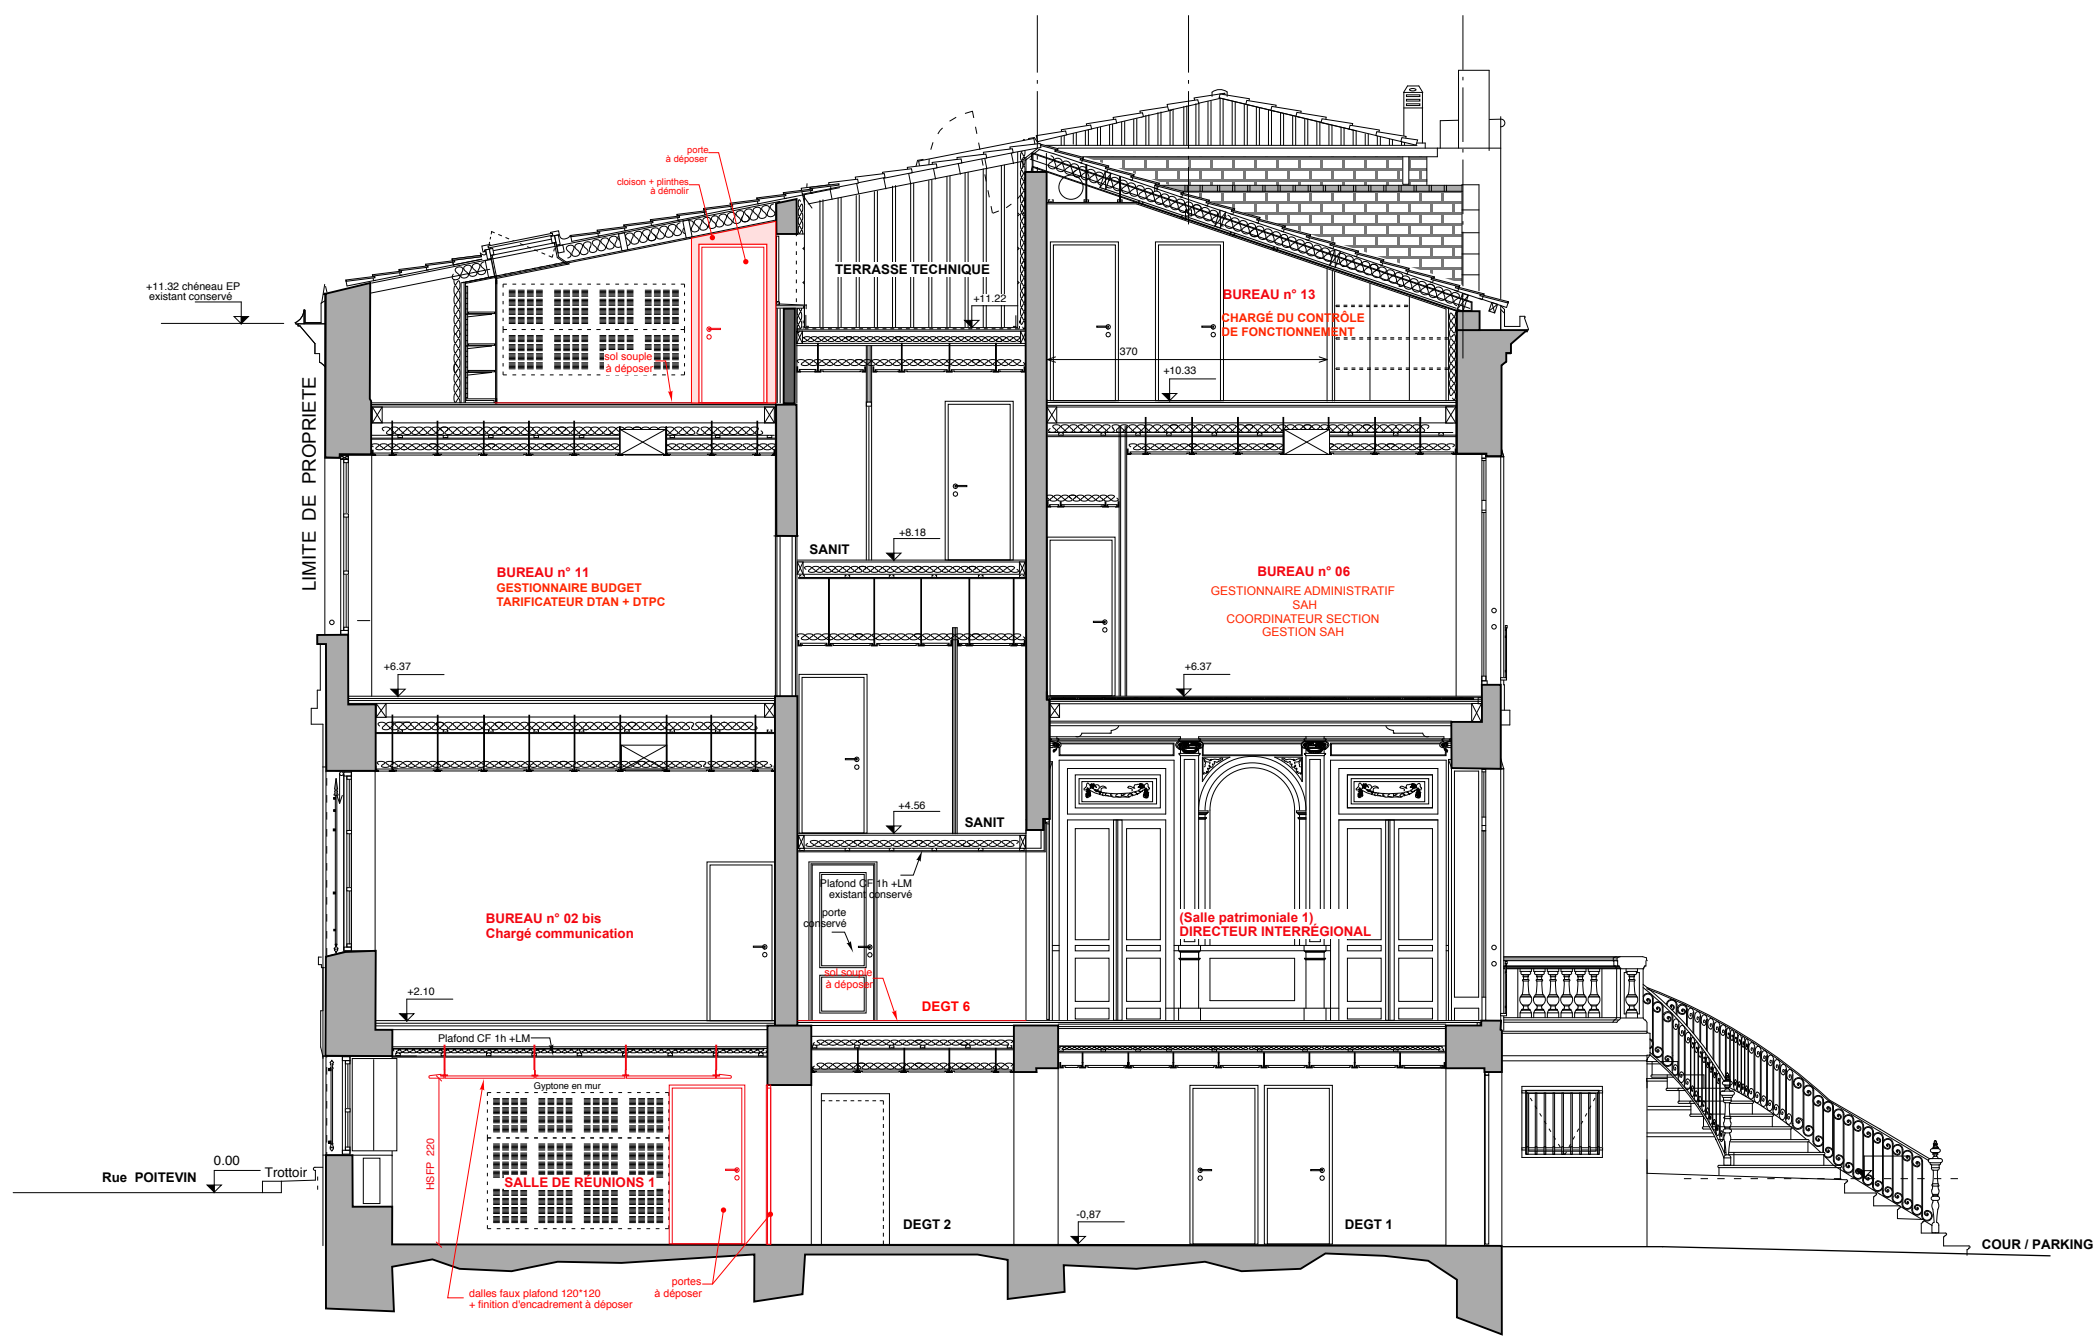 porte
à déposer
cloison + plinthes
à démolir
+11.32 chéneau EP
existant conservé
TERRASSE TECHNIQUE
+11.22
BUREAU n° 13
CHARGÉ DU CONTRÔLE
DE FONCTIONNEMENT
370
+10.33
sol souple
à déposer
LIMITE DE PROPRIETE
BUREAU n° 11
GESTIONNAIRE BUDGET
TARIFICATEUR DTAN + DTPC
SANIT
+8.18
BUREAU n° 06
GESTIONNAIRE ADMINISTRATIF
SAH
COORDINATEUR SECTION
GESTION SAH
+6.37
+6.37
+4.56
SANIT
Plafond CF 1h +LM
existant conservé
porte
conservé
BUREAU n° 02 bis
Chargé communication
(Salle patrimoniale 1)
DIRECTEUR INTERRÉGIONAL
sol souple
à déposer
+2.10
DEGT 6
Plafond CF 1h +LM
Gyptone en mur
HSFP 220
SALLE DE RÉUNIONS 1
Rue POITEVIN
0.00
Trottoir
DEGT 2
-0,87
DEGT 1
COUR / PARKING
portes
à déposer
dalles faux plafond 120*120
+ finition d'encadrement à déposer